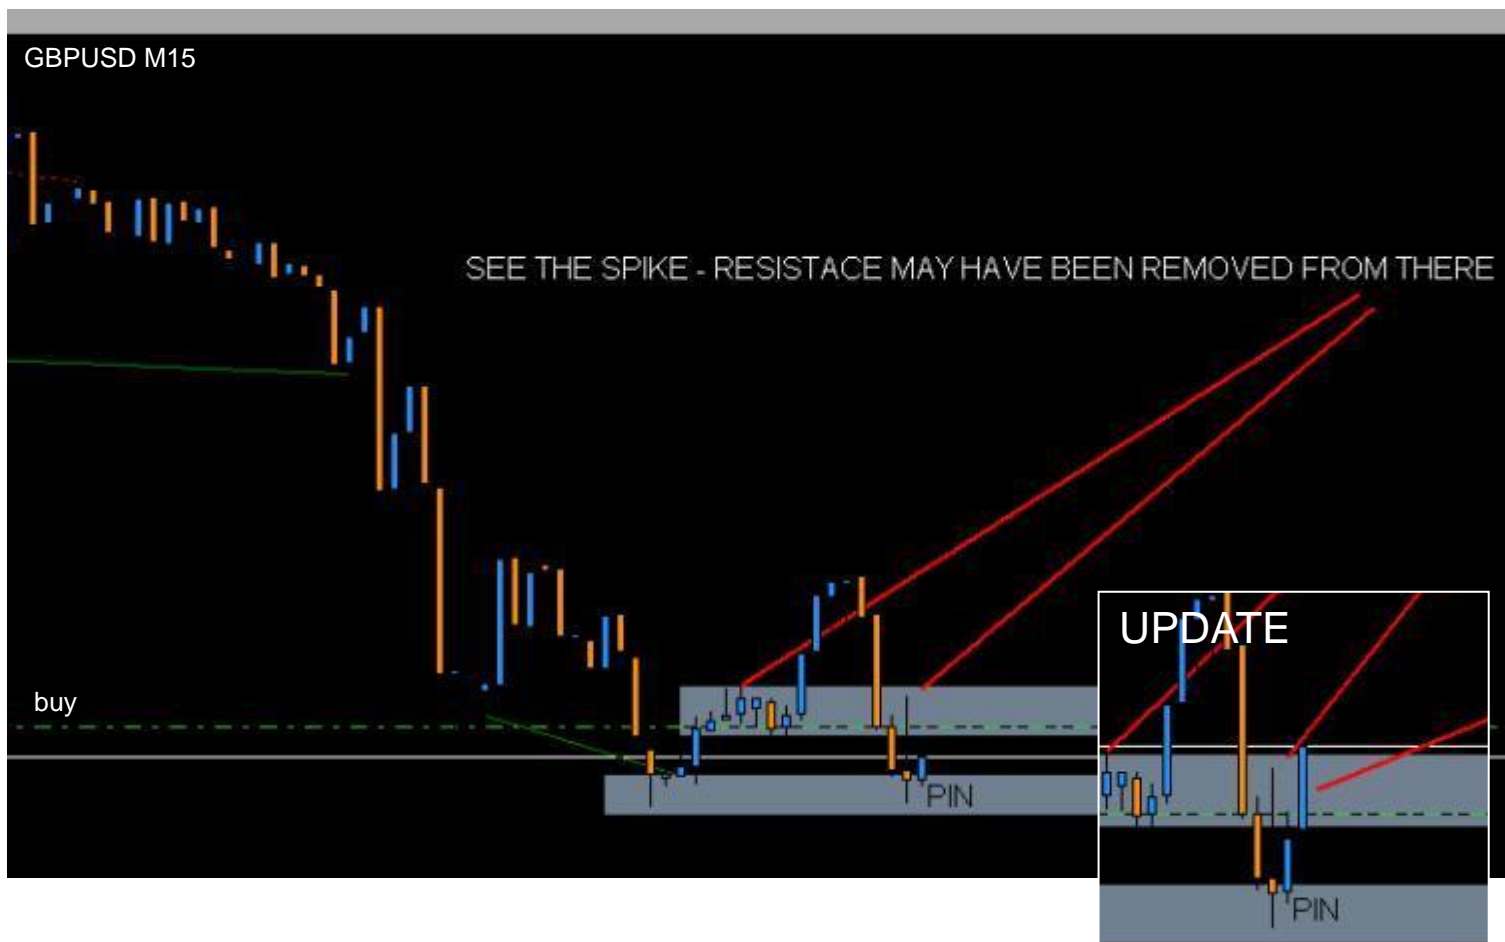 GBPUSD M15
SEE THE SPIKE - RESISTACE MAY HAVE BEEN REMOVED FROM THERE
UPDATE
buy
PIN
PIN